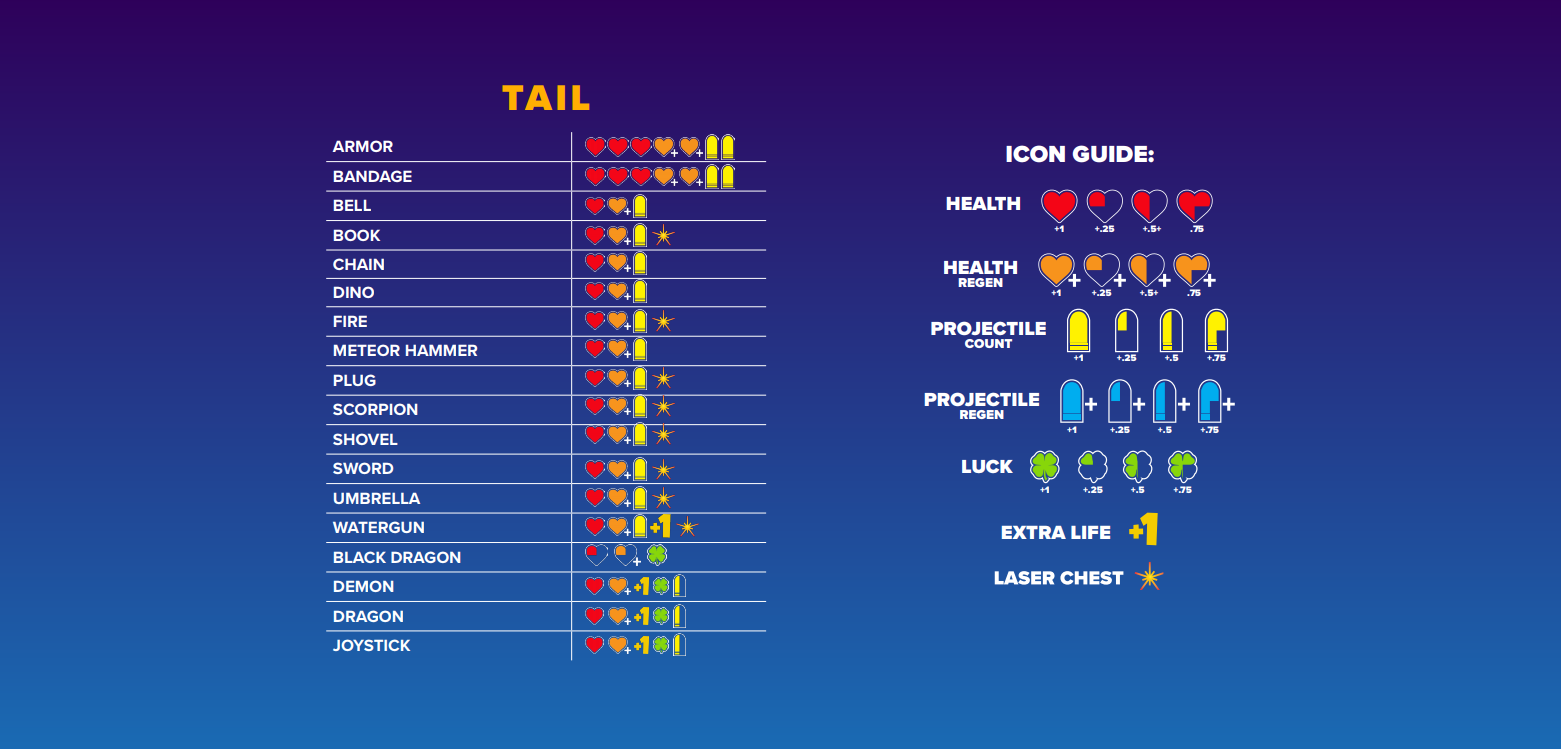 TAIL
ARMOR
BANDAGE
BELL
BOOK
CHAIN
DINO
FIRE
METEOR HAMMER
PLUG
SCORPION
SHOVEL
SWORD
UMBRELLA
WATERGUN +1
BLACK DRAGON
DEMON +1
DRAGON +1
JOYSTICK +1
ICON GUIDE:
HEALTH
+1 +.25 +.5+ .75
HEALTH
REGEN
+1 +.25 +.5+ .75
PROJECTILE
COUNT
+1 +.25 +.5 +.75
PROJECTILE
REGEN
+1 +.25 +.5 +.75
LUCK
+1 +.25 +.5 +.75
EXTRA LIFE +1
LASER CHEST